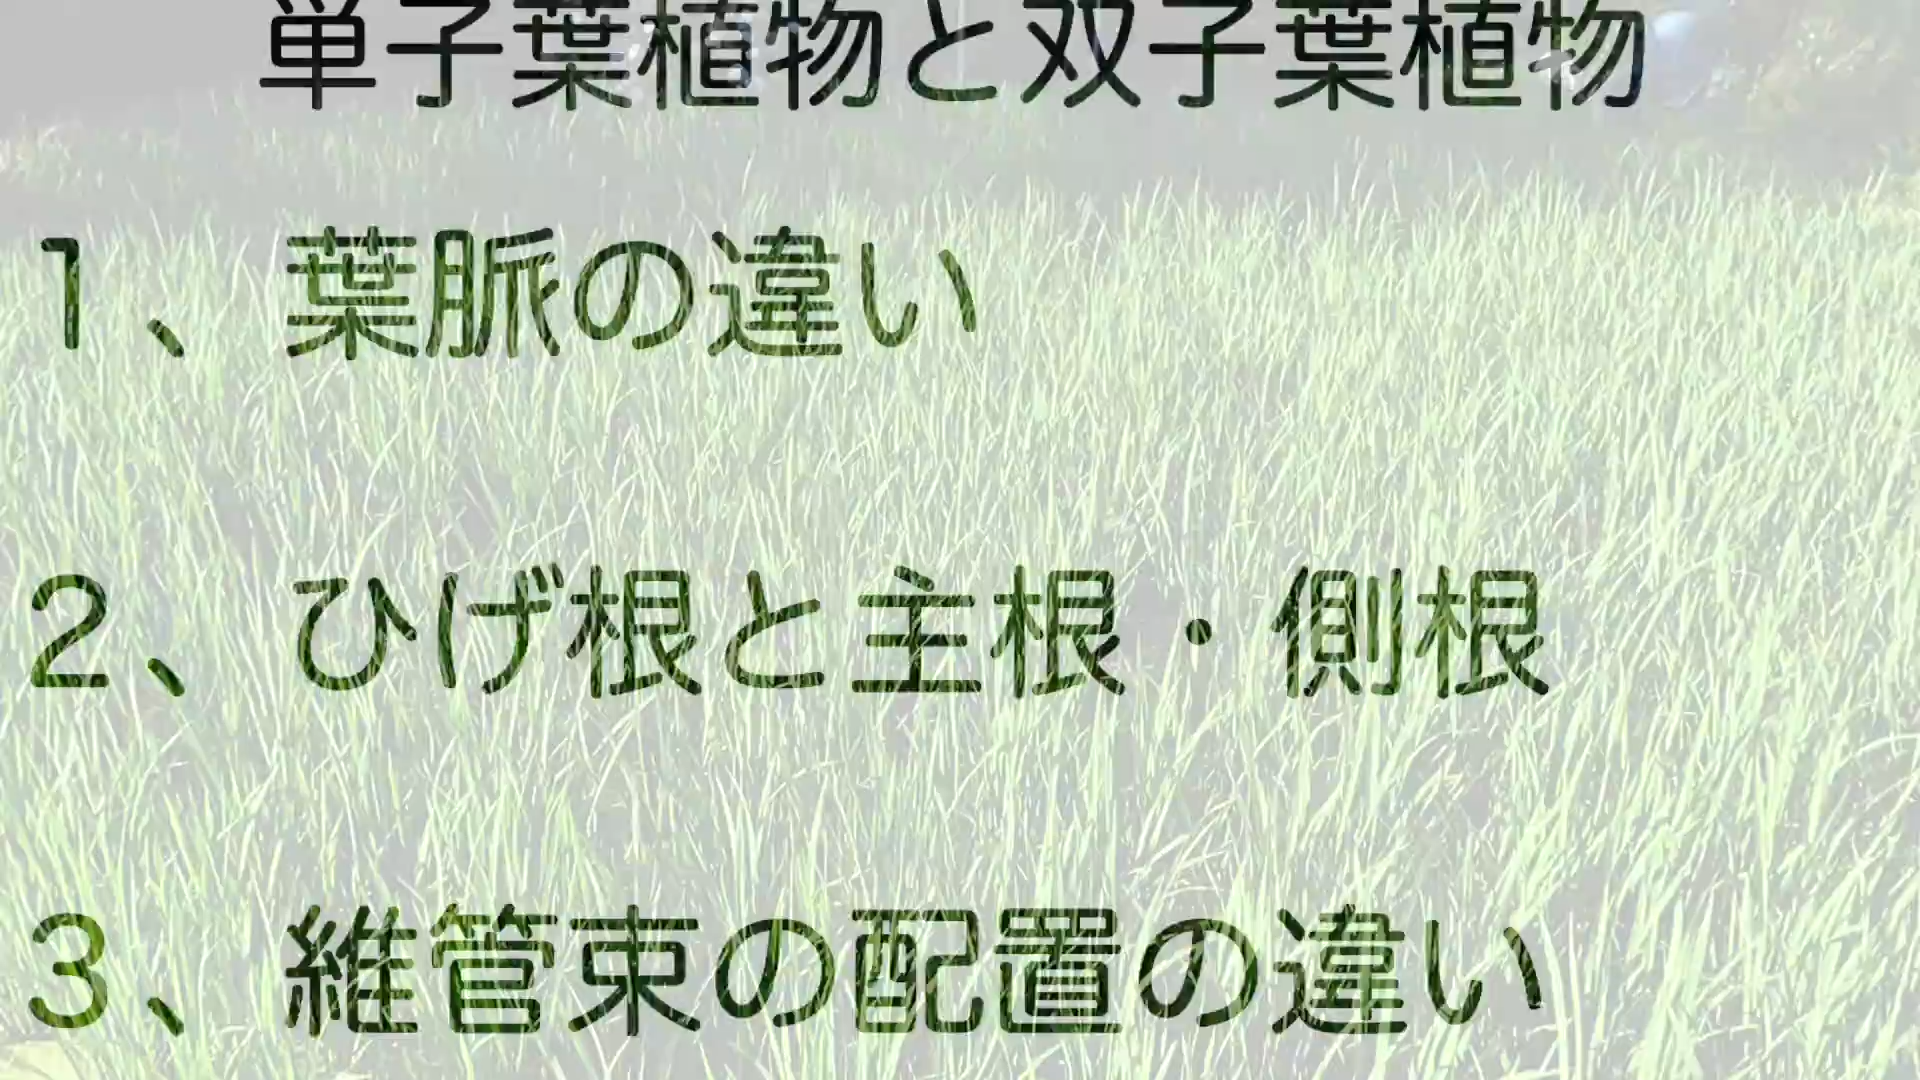 単子葉植物と双子葉植物
１、葉脈の違い
２、ひげ根と主根・側根
３、維管束の配置の違い